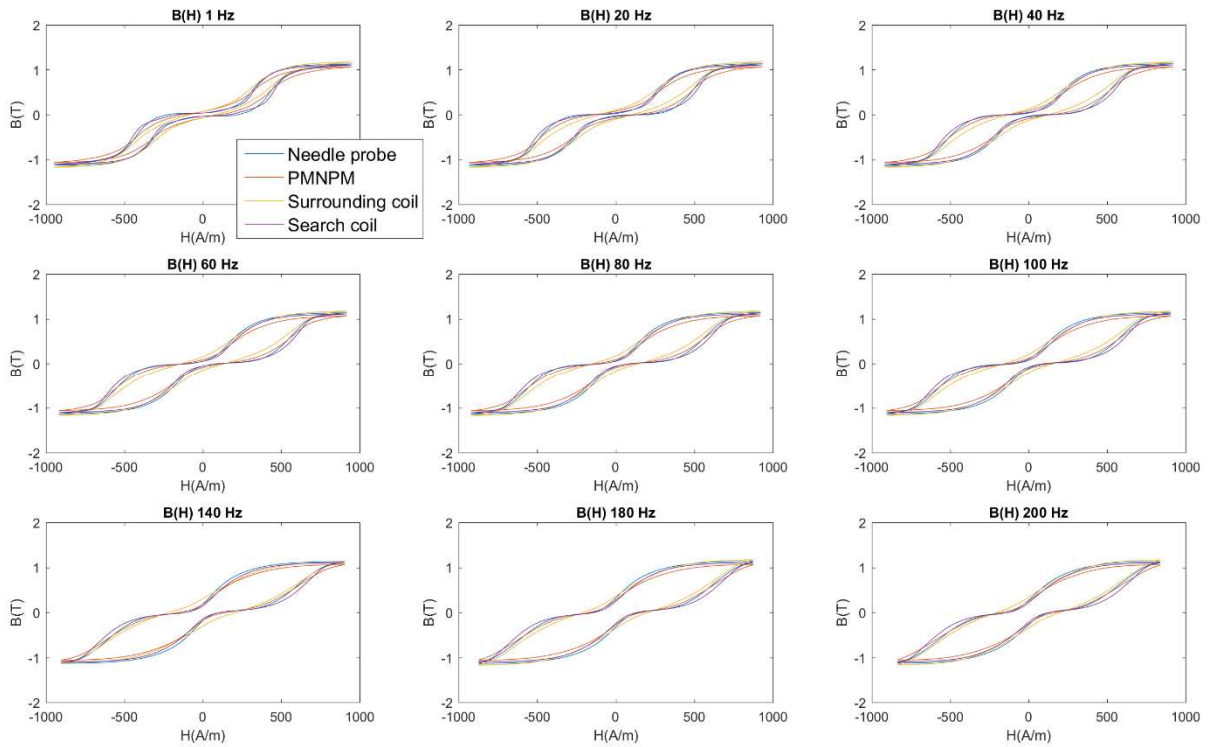 B(H) 1 Hz
B(T)
2
1
0
-1
-2
-1000 -500 0 500 1000
H(A/m)
Needle probe
PMNPM
Surrounding coil
Search coil
B(H) 20 Hz
B(T)
2
1
0
-1
-2
-1000 -500 0 500 1000
H(A/m)
B(H) 40 Hz
B(T)
2
1
0
-1
-2
-1000 -500 0 500 1000
H(A/m)
B(H) 60 Hz
B(T)
2
1
0
-1
-2
-1000 -500 0 500 1000
H(A/m)
B(H) 80 Hz
B(T)
2
1
0
-1
-2
-1000 -500 0 500 1000
H(A/m)
B(H) 100 Hz
B(T)
2
1
0
-1
-2
-1000 -500 0 500 1000
H(A/m)
B(H) 140 Hz
B(T)
2
1
0
-1
-2
-1000 -500 0 500 1000
H(A/m)
B(H) 180 Hz
B(T)
2
1
0
-1
-2
-1000 -500 0 500 1000
H(A/m)
B(H) 200 Hz
B(T)
2
1
0
-1
-2
-1000 -500 0 500 1000
H(A/m)